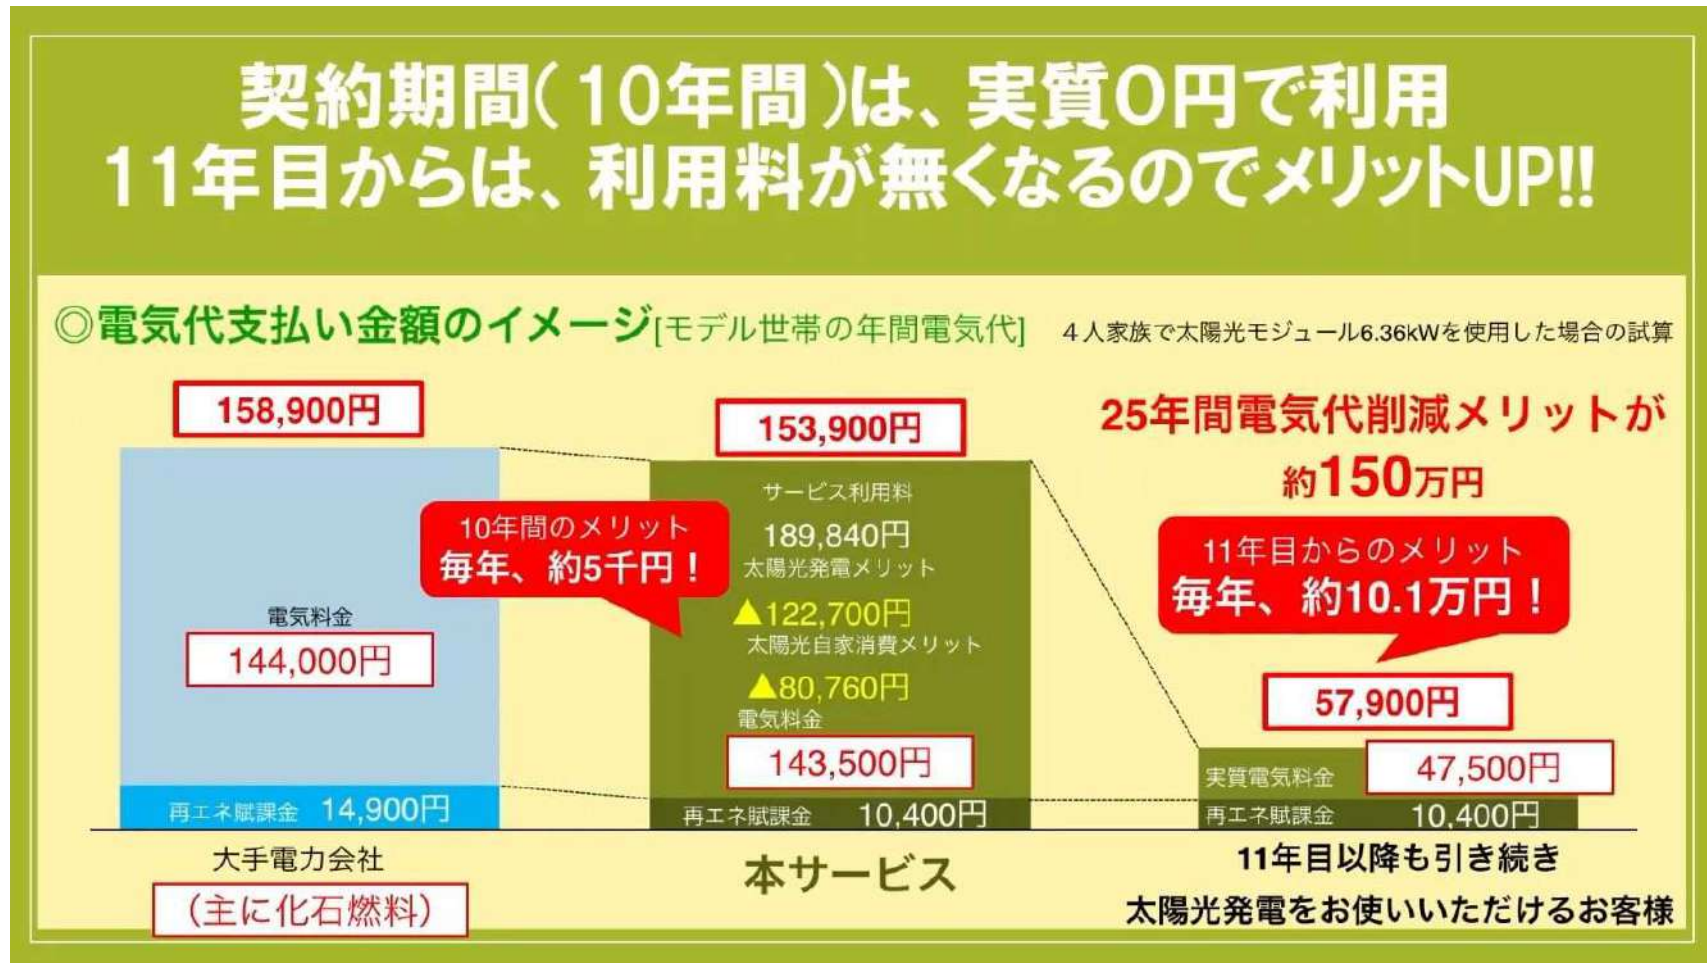 契約期間(10年間)は、実質0円で利用
11年目からは、利用料が無くなるのでメリットUP!!
◎電気代支払い金額のイメージ[モデル世帯の年間電気代]
4人家族で太陽光モジュール6.36kWを使用した場合の試算
158,900円
電気料金
144,000円
再エネ賦課金 14,900円
大手電力会社
(主に化石燃料)
10年間のメリット
毎年、約5千円!
153,900円
サービス利用料
189,840円
太陽光発電メリット
▲122,700円
太陽光自家消費メリット
▲80,760円
電気料金
143,500円
再エネ賦課金 10,400円
本サービス
25年間電気代削減メリットが
約150万円
11年目からのメリット
毎年、約10.1万円!
57,900円
実質電気料金 47,500円
再エネ賦課金 10,400円
11年目以降も引き続き
太陽光発電をお使いいただけるお客様